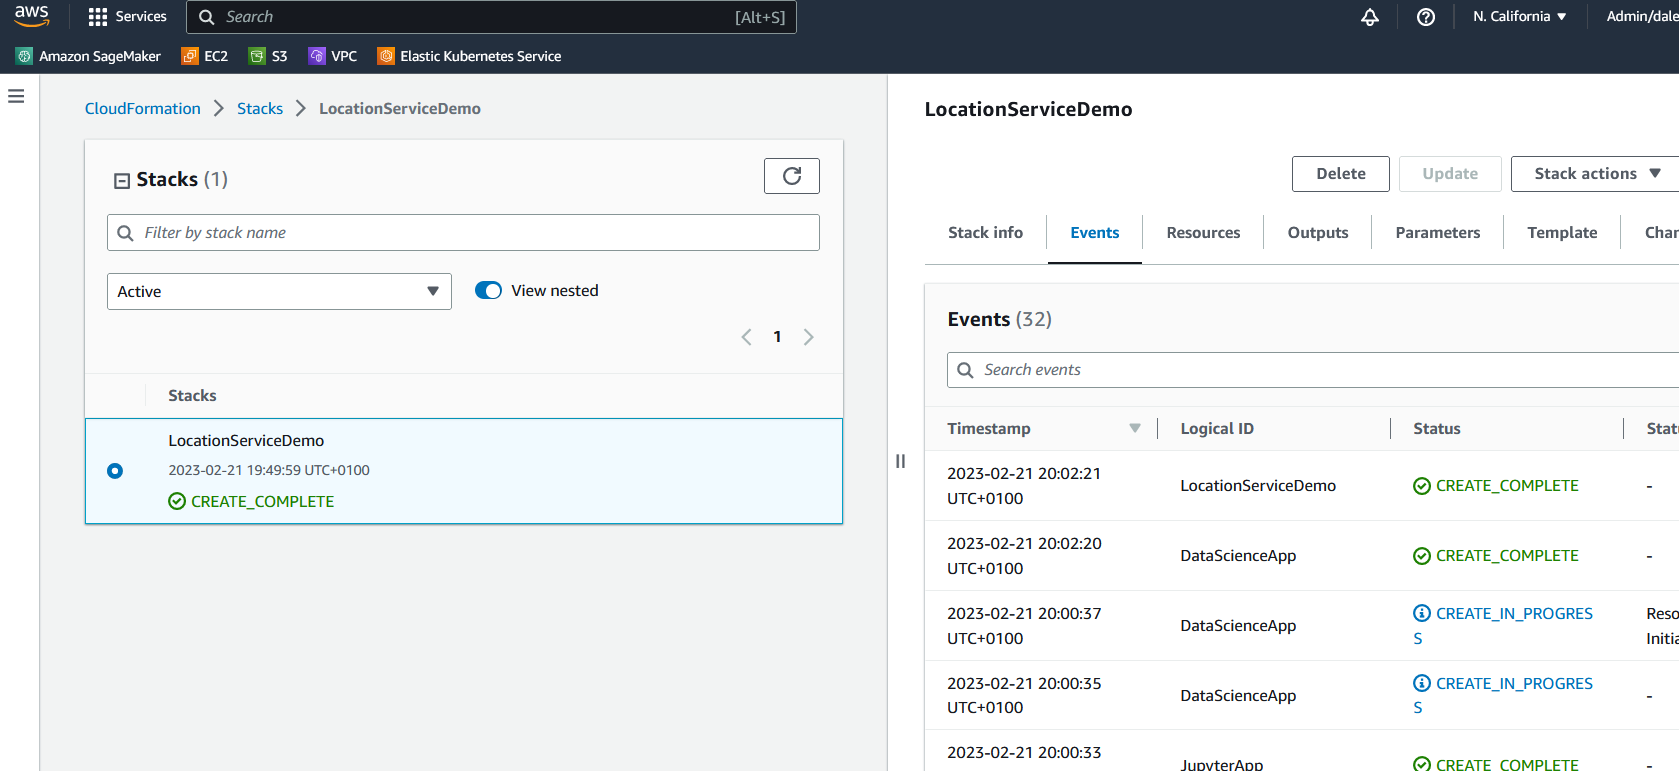 aws
Services
Search
[Alt+S]
N. California
Admin/dale
Amazon SageMaker
EC2
S3
VPC
Elastic Kubernetes Service
CloudFormation
Stacks
LocationServiceDemo
Stacks (1)
Filter by stack name
Active
View nested
1
Stacks
LocationServiceDemo
2023-02-21 19:49:59 UTC+0100
CREATE_COMPLETE
LocationServiceDemo
Delete
Update
Stack actions
Stack info
Events
Resources
Outputs
Parameters
Template
Chan
Events (32)
Search events
Timestamp
Logical ID
Status
Statu
2023-02-21 20:02:21
UTC+0100
LocationServiceDemo
CREATE_COMPLETE
-
2023-02-21 20:02:20
UTC+0100
DataScienceApp
CREATE_COMPLETE
-
2023-02-21 20:00:37
UTC+0100
DataScienceApp
CREATE_IN_PROGRES
S
Reso
Initia
2023-02-21 20:00:35
UTC+0100
DataScienceApp
CREATE_IN_PROGRES
S
-
2023-02-21 20:00:33
JupyterApp
CREATE_COMPLETE
-